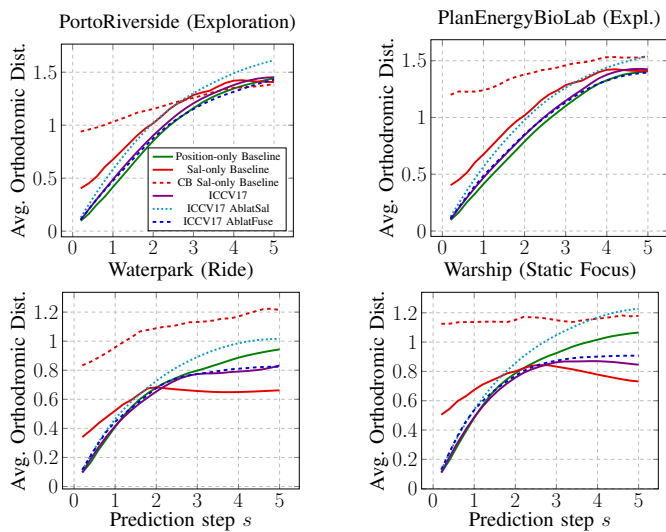 PortoRiverside (Exploration)
Avg. Orthodromic Dist.
1.5
1
0.5
0
0 1 2 3 4 5
Position-only Baseline
Sal-only Baseline
CB Sal-only Baseline
ICCV17
ICCV17 AblatSal
ICCV17 AblatFuse
PlanEnergyBioLab (Expl.)
Avg. Orthodromic Dist.
1.5
1
0.5
0
0 1 2 3 4 5
Waterpark (Ride)
Avg. Orthodromic Dist.
1.2
1
0.8
0.6
0.4
0.2
0
0 1 2 3 4 5
Prediction step s
Warship (Static Focus)
Avg. Orthodromic Dist.
1.2
1
0.8
0.6
0.4
0.2
0
0 1 2 3 4 5
Prediction step s